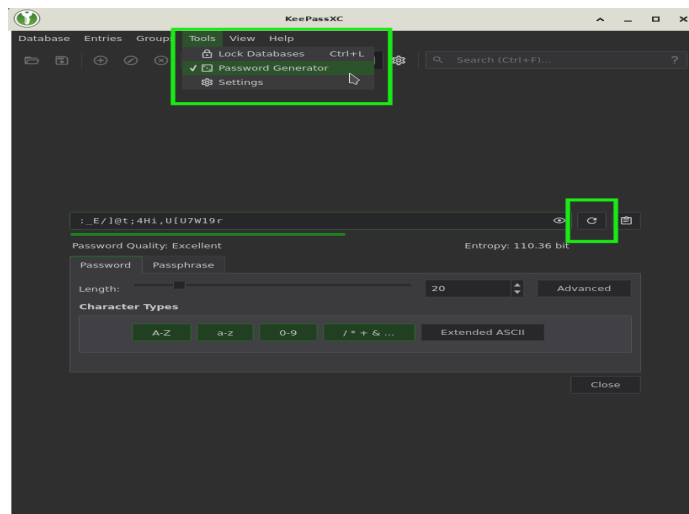 KeePassXC
Database Entries Groups Tools View Help
Lock Databases Ctrl+L
Password Generator
Settings
Search (Ctrl+F)...
?
:_E/]@t;4Hi,U[U7W19r
Password Quality: Excellent Entropy: 110.36 bit
Password Passphrase
Length: 20 Advanced
Character Types
A-Z a-z 0-9 / * + & ... Extended ASCII
Close